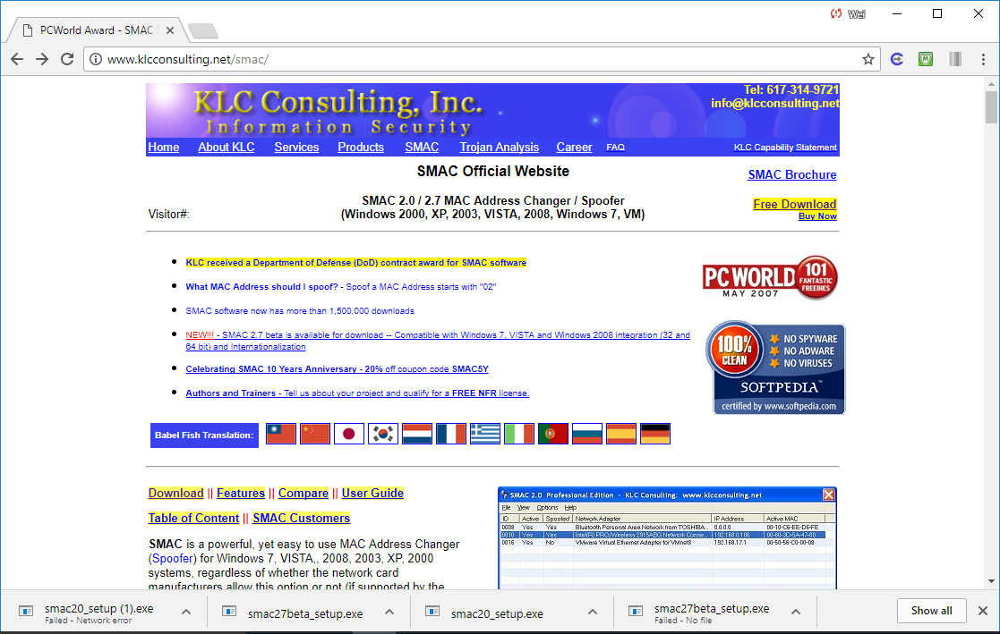 Wei
PCWorld Award - SMAC
www.klcconsulting.net/smac/
KLC Consulting, Inc.
Information Security
Tel: 617-314-9721
info@klcconsulting.net
Home About KLC Services Products SMAC Trojan Analysis Career FAQ KLC Capability Statement
SMAC Official Website
SMAC Brochure
SMAC 2.0 / 2.7 MAC Address Changer / Spoofer
(Windows 2000, XP, 2003, VISTA, 2008, Windows 7, VM)
Visitor#:
Free Download
Buy Now
KLC received a Department of Defense (DoD) contract award for SMAC software
What MAC Address should I spoof? - Spoof a MAC Address starts with "02"
SMAC software now has more than 1,500,000 downloads
NEW!!! - SMAC 2.7 beta is available for download -- Compatible with Windows 7, VISTA and Windows 2008 integration (32 and
64 bit) and Internationalization
Celebrating SMAC 10 Years Anniversary - 20% off coupon code SMAC5Y
Authors and Trainers - Tell us about your project and qualify for a FREE NFR license.
PC WORLD
MAY 2007
101
FANTASTIC
FREEBIES
100%
CLEAN
NO SPYWARE
NO ADWARE
NO VIRUSES
SOFTPEDIA™
certified by www.softpedia.com
Babel Fish Translation:
Download || Features || Compare || User Guide
Table of Content || SMAC Customers
SMAC is a powerful, yet easy to use MAC Address Changer
(Spoofer) for Windows 7, VISTA,, 2008, 2003, XP, 2000
systems, regardless of whether the network card
manufacturers allow this option or not (if supported by the
SMAC 2.0 Professional Edition - KLC Consulting: www.klcconsulting.net
File View Options Help
ID Active Spoofed Network Adapter IP Address Active MAC
0008 Yes Yes Bluetooth Personal Area Network from TOSHIBA... 0.0.0.0 00-10-C6-EE-D6-FE
0010 Yes Yes Intel(R) PRO/Wireless 2915ABG Network Conne... 192.168.0.106 00-60-3D-5A-47-80
0016 Yes No VMware Virtual Ethernet Adapter for VMnet8 192.168.17.1 00-50-56-C0-00-08
smac20_setup (1).exe
Failed - Network error
smac27beta_setup.exe
smac20_setup.exe
smac27beta_setup.exe
Failed - No file
Show all